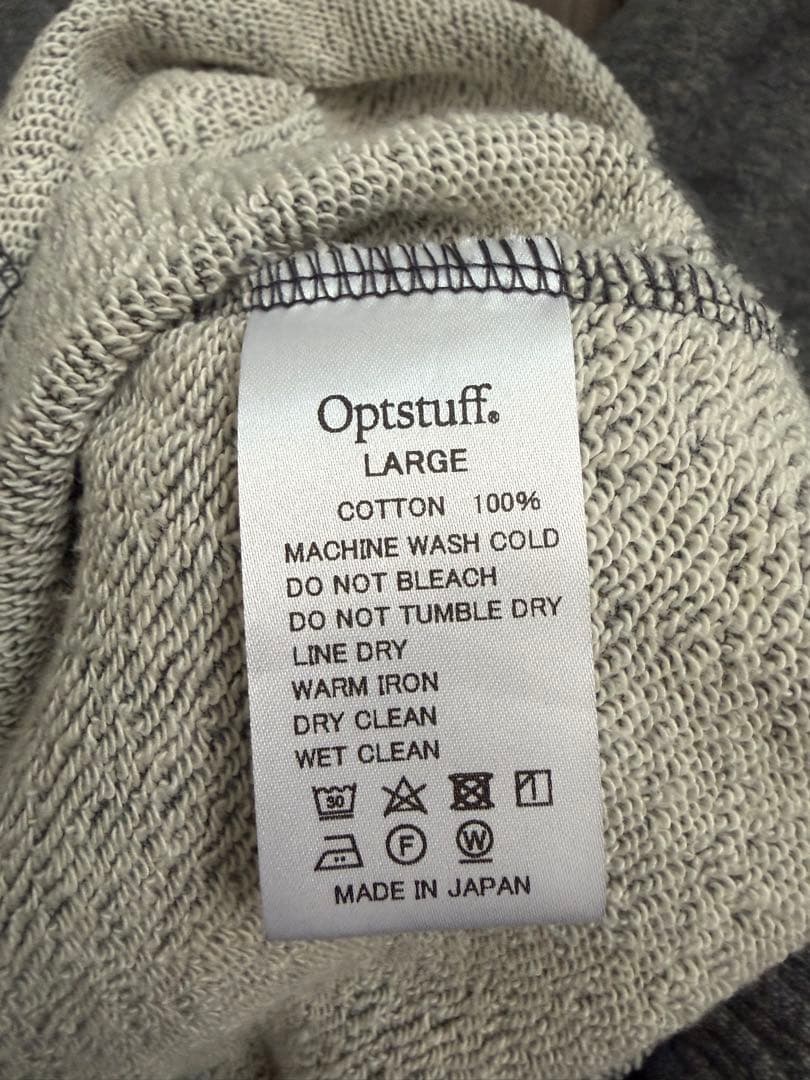 Optstuff®
LARGE
COTTON 100%
MACHINE WASH COLD
DO NOT BLEACH
DO NOT TUMBLE DRY
LINE DRY
WARM IRON
DRY CLEAN
WET CLEAN
30
F W
MADE IN JAPAN